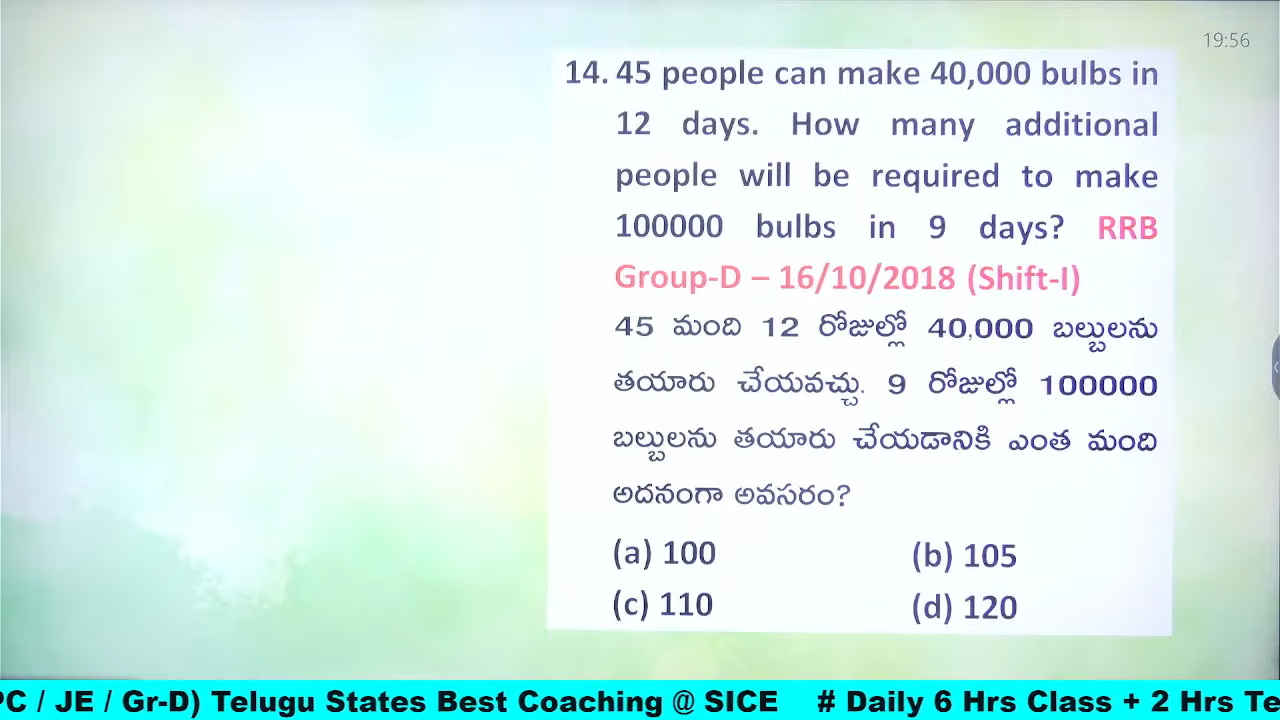 19:56
14. 45 people can make 40,000 bulbs in
12 days. How many additional
people will be required to make
100000 bulbs in 9 days? RRB
Group-D – 16/10/2018 (Shift-I)
45 మంది 12 రోజుల్లో 40,000 బల్బులను
తయారు చేయవచ్చు. 9 రోజుల్లో 100000
బల్బులను తయారు చేయడానికి ఎంత మంది
అదనంగా అవసరం?
(a) 100 (b) 105
(c) 110 (d) 120
PC / JE / Gr-D) Telugu States Best Coaching @ SICE # Daily 6 Hrs Class + 2 Hrs Te